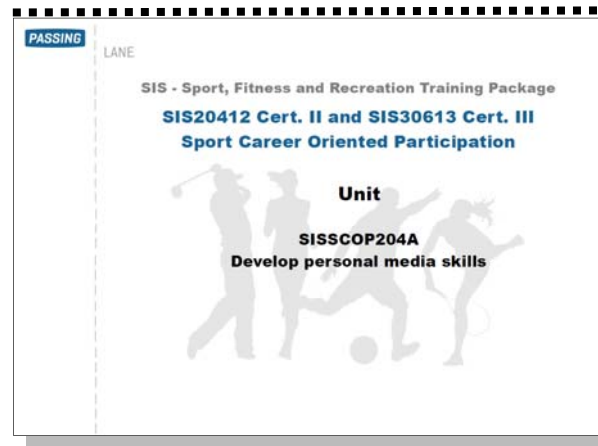 PASSING
LANE
SIS - Sport, Fitness and Recreation Training Package
SIS20412 Cert. II and SIS30613 Cert. III
Sport Career Oriented Participation
Unit
SISSCOP204A
Develop personal media skills